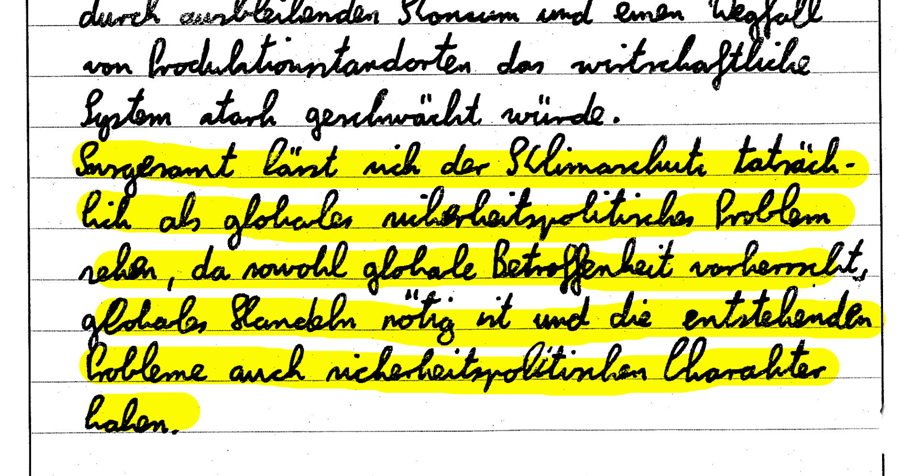 durch ausbleibenden Konsum und einen Wegfall
von Produktionsstandorten das wirtschaftliche
System stark geschwächt würde.
Insgesamt lässt sich der Klimaschutz tatsäch-
lich als globales sicherheitspolitisches Problem
sehen, da sowohl globale Betroffenheit vorherrscht,
globales Handeln nötig ist und die entstehenden
Probleme auch sicherheitspolitischen Charakter
haben.